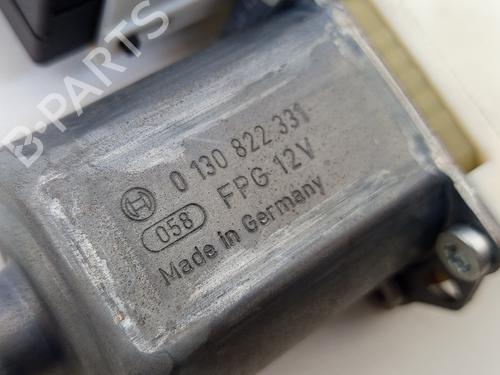 B-PARTS
0 130 822 331
058 FPG 12V
Made in Germany